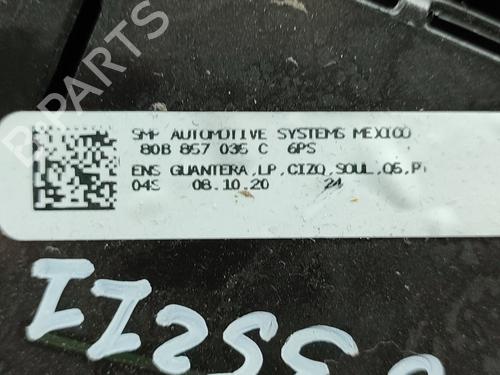 SMP AUTOMOTIVE SYSTEMS MEXICO
80B 857 035 C 6PS
ENS GUANTERA,LP,CIZQ,SOUL,Q5,P
04S 08.10.20 24